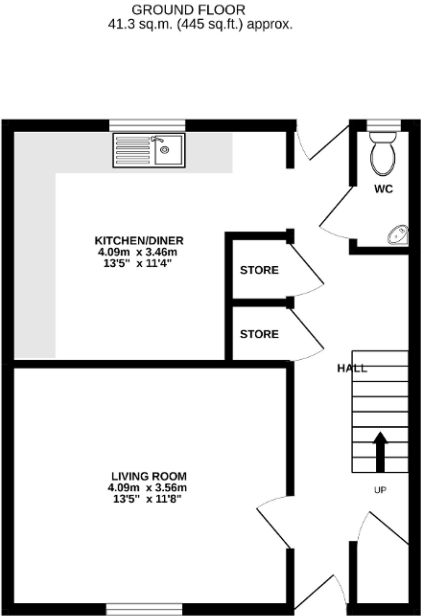 GROUND FLOOR
41.3 sq.m. (445 sq.ft.) approx.
WC
KITCHEN/DINER
4.09m x 3.46m
13'5" x 11'4"
STORE
STORE
HALL
LIVING ROOM
4.09m x 3.56m
13'5" x 11'8"
UP